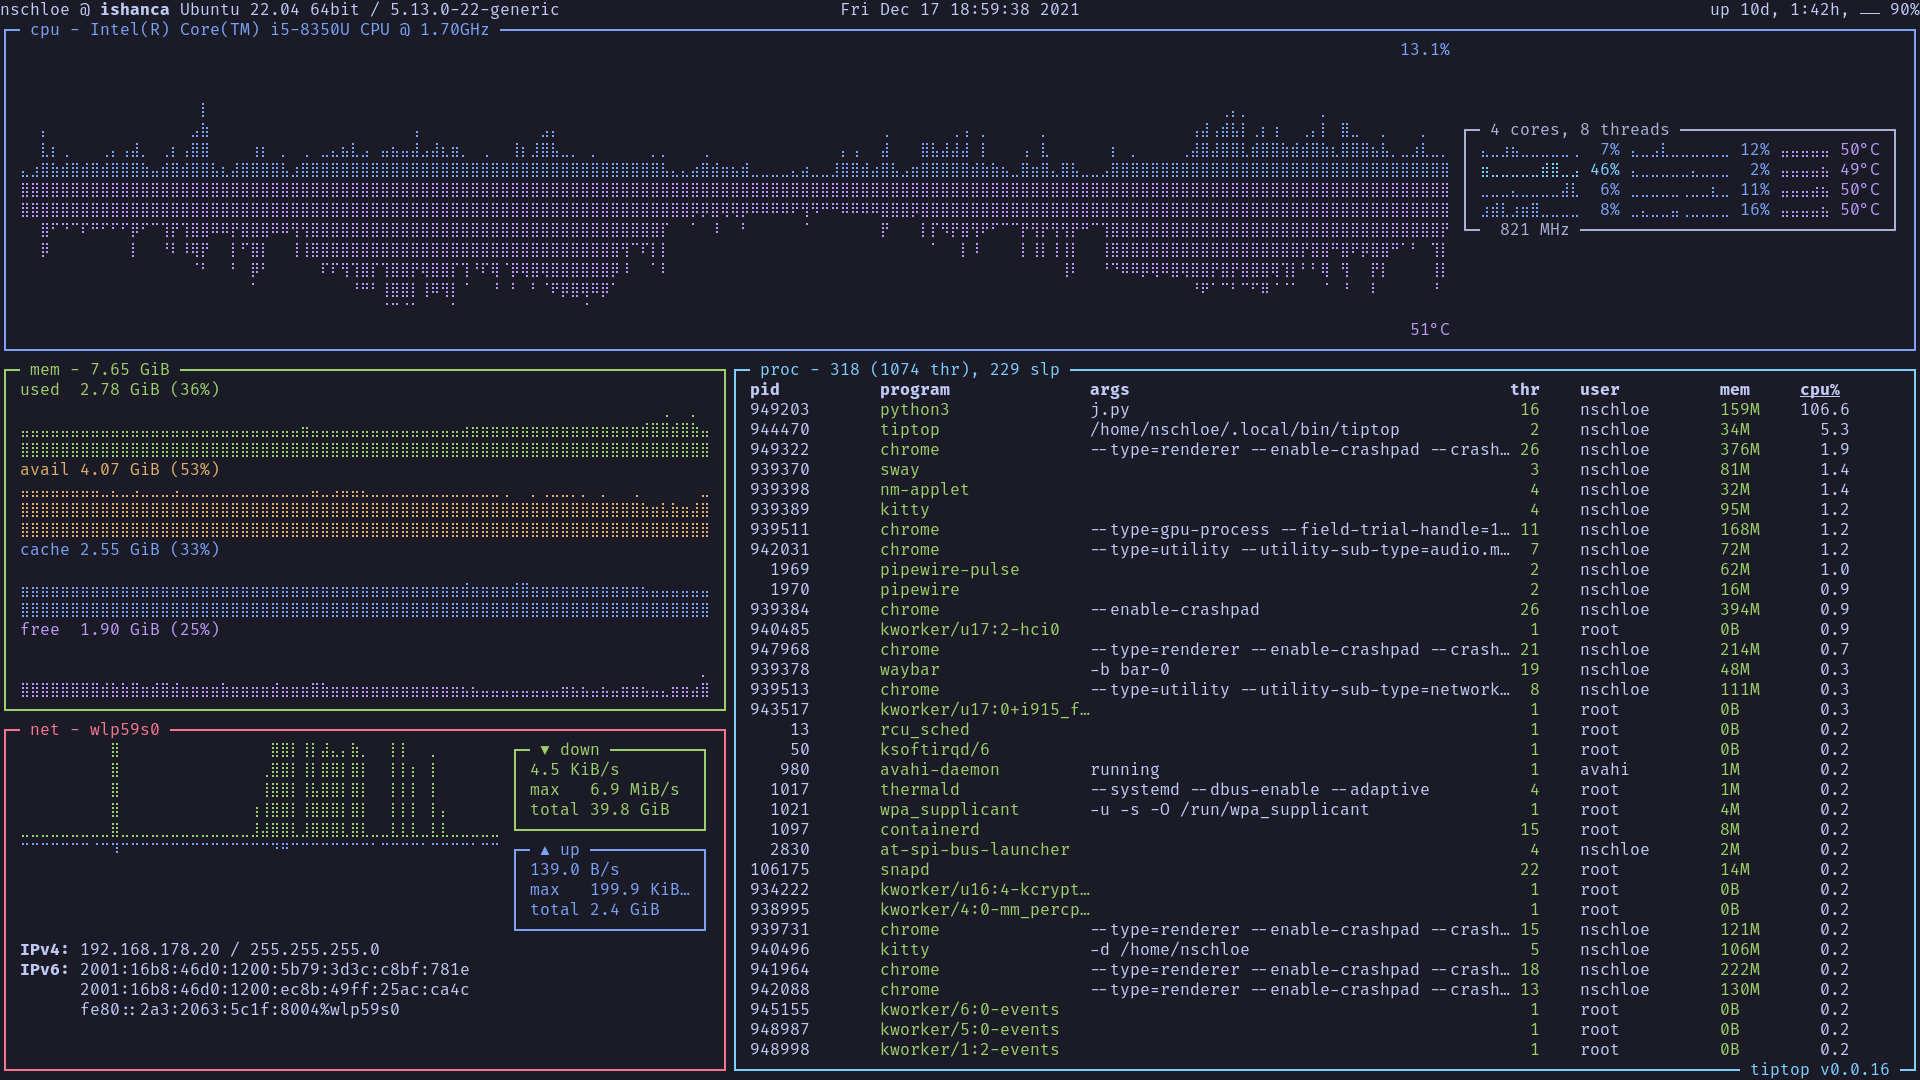 nschloe @ ishanca Ubuntu 22.04 64bit / 5.13.0-22-generic Fri Dec 17 18:59:38 2021 up 10d, 1:42h, 90%
cpu - Intel(R) Core(TM) i5-8350U CPU @ 1.70GHz
13.1%
4 cores, 8 threads
7% 12% 50°C
46% 2% 49°C
6% 11% 50°C
8% 16% 50°C
821 MHz
51°C
mem - 7.65 GiB
used 2.78 GiB (36%)
avail 4.07 GiB (53%)
cache 2.55 GiB (33%)
free 1.90 GiB (25%)
net - wlp59s0
▼ down
4.5 KiB/s
max 6.9 MiB/s
total 39.8 GiB
▲ up
139.0 B/s
max 199.9 KiB…
total 2.4 GiB
IPv4: 192.168.178.20 / 255.255.255.0
IPv6: 2001:16b8:46d0:1200:5b79:3d3c:c8bf:781e
2001:16b8:46d0:1200:ec8b:49ff:25ac:ca4c
fe80::2a3:2063:5c1f:8004%wlp59s0
proc - 318 (1074 thr), 229 slp
pid program args thr user mem cpu%
949203 python3 j.py 16 nschloe 159M 106.6
944470 tiptop /home/nschloe/.local/bin/tiptop 2 nschloe 34M 5.3
949322 chrome --type=renderer --enable-crashpad --crash… 26 nschloe 376M 1.9
939370 sway 3 nschloe 81M 1.4
939398 nm-applet 4 nschloe 32M 1.4
939389 kitty 4 nschloe 95M 1.2
939511 chrome --type=gpu-process --field-trial-handle=1… 11 nschloe 168M 1.2
942031 chrome --type=utility --utility-sub-type=audio.m… 7 nschloe 72M 1.2
1969 pipewire-pulse 2 nschloe 62M 1.0
1970 pipewire 2 nschloe 16M 0.9
939384 chrome --enable-crashpad 26 nschloe 394M 0.9
940485 kworker/u17:2-hci0 1 root 0B 0.9
947968 chrome --type=renderer --enable-crashpad --crash… 21 nschloe 214M 0.7
939378 waybar -b bar-0 19 nschloe 48M 0.3
939513 chrome --type=utility --utility-sub-type=network… 8 nschloe 111M 0.3
943517 kworker/u17:0+i915_f… 1 root 0B 0.3
13 rcu_sched 1 root 0B 0.2
50 ksoftirqd/6 1 root 0B 0.2
980 avahi-daemon running 1 avahi 1M 0.2
1017 thermald --systemd --dbus-enable --adaptive 4 root 1M 0.2
1021 wpa_supplicant -u -s -O /run/wpa_supplicant 1 root 4M 0.2
1097 containerd 15 root 8M 0.2
2830 at-spi-bus-launcher 4 nschloe 2M 0.2
106175 snapd 22 root 14M 0.2
934222 kworker/u16:4-kcrypt… 1 root 0B 0.2
938995 kworker/4:0-mm_percp… 1 root 0B 0.2
939731 chrome --type=renderer --enable-crashpad --crash… 15 nschloe 121M 0.2
940496 kitty -d /home/nschloe 5 nschloe 106M 0.2
941964 chrome --type=renderer --enable-crashpad --crash… 18 nschloe 222M 0.2
942088 chrome --type=renderer --enable-crashpad --crash… 13 nschloe 130M 0.2
945155 kworker/6:0-events 1 root 0B 0.2
948987 kworker/5:0-events 1 root 0B 0.2
948998 kworker/1:2-events 1 root 0B 0.2
tiptop v0.0.16